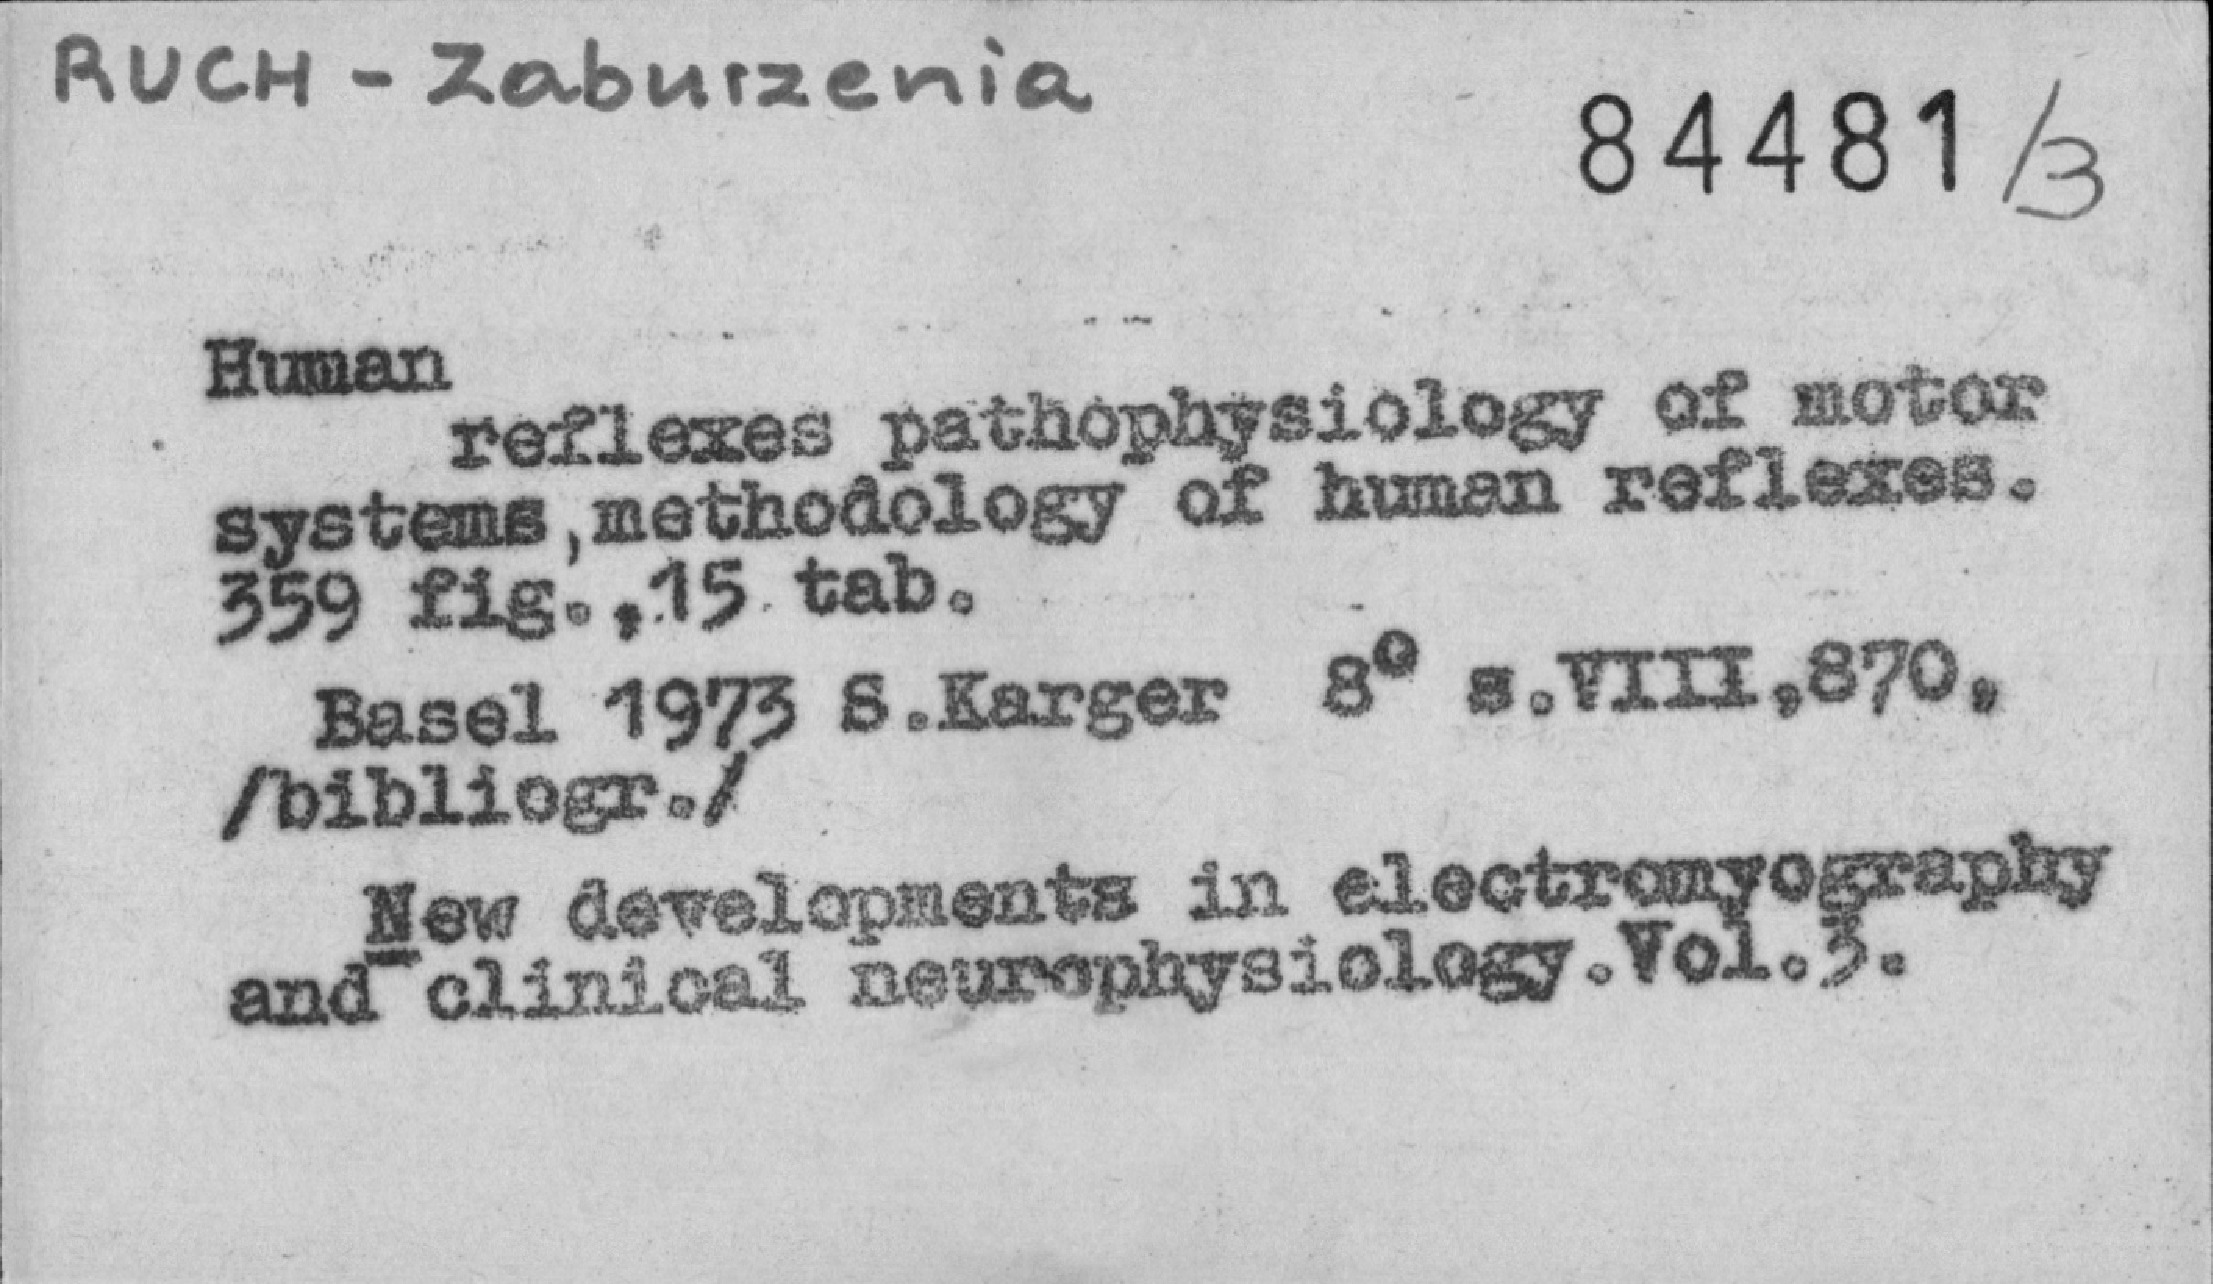 RUCH - Zaburzenia
84481/3
Human
reflexes pathophysiology of motor
systems,methodology of human reflexes.
359 fig.,15 tab.
Basel 1973 S.Karger 8° s.VIII,870,
/bibliogr./
New developments in electromyography
and clinical neurophysiology.Vol.3.